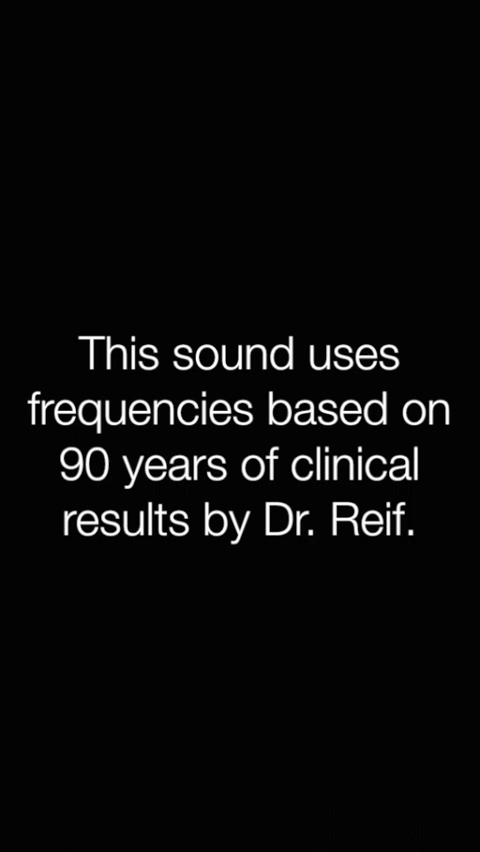 This sound uses
frequencies based on
90 years of clinical
results by Dr. Reif.